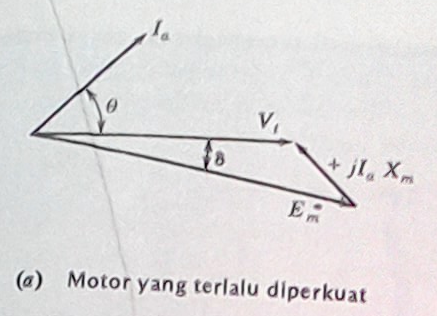 I_a
θ
V_t
δ
+ jI_a X_m
E_m°
(a) Motor yang terlalu diperkuat